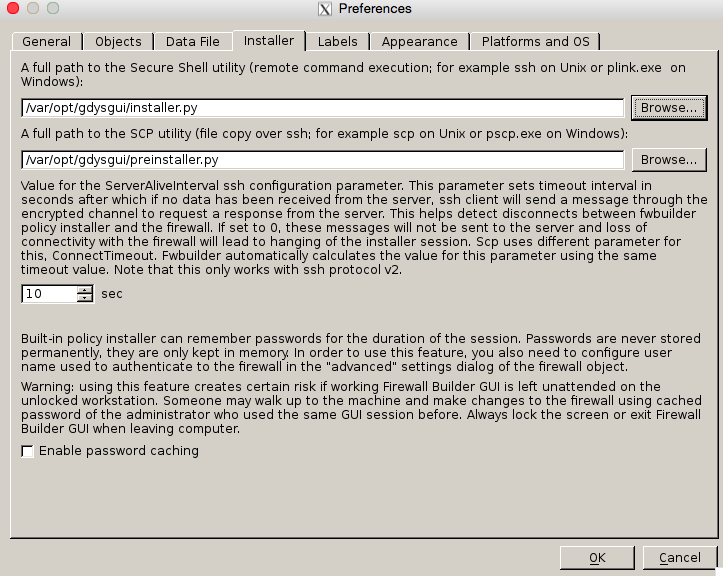 X Preferences
General Objects Data File Installer Labels Appearance Platforms and OS
A full path to the Secure Shell utility (remote command execution; for example ssh on Unix or plink.exe  on
Windows):
/var/opt/gdysgui/installer.py Browse...
A full path to the SCP utility (file copy over ssh; for example scp on Unix or pscp.exe on Windows):
/var/opt/gdysgui/preinstaller.py Browse...
Value for the ServerAliveInterval ssh configuration parameter. This parameter sets timeout interval in
seconds after which if no data has been received from the server, ssh client will send a message through the
encrypted channel to request a response from the server. This helps detect disconnects between fwbuilder
policy installer and the firewall. If set to 0, these messages will not be sent to the server and loss of
connectivity with the firewall will lead to hanging of the installer session. Scp uses different parameter for
this, ConnectTimeout. Fwbuilder automatically calculates the value for this parameter using the same
timeout value. Note that this only works with ssh protocol v2.
10 sec
Built-in policy installer can remember passwords for the duration of the session. Passwords are never stored
permanently, they are only kept in memory. In order to use this feature, you also need to configure user
name used to authenticate to the firewall in the "advanced" settings dialog of the firewall object.
Warning: using this feature creates certain risk if working Firewall Builder GUI is left unattended on the
unlocked workstation. Someone may walk up to the machine and make changes to the firewall using cached
password of the administrator who used the same GUI session before. Always lock the screen or exit Firewall
Builder GUI when leaving computer.
Enable password caching
OK Cancel